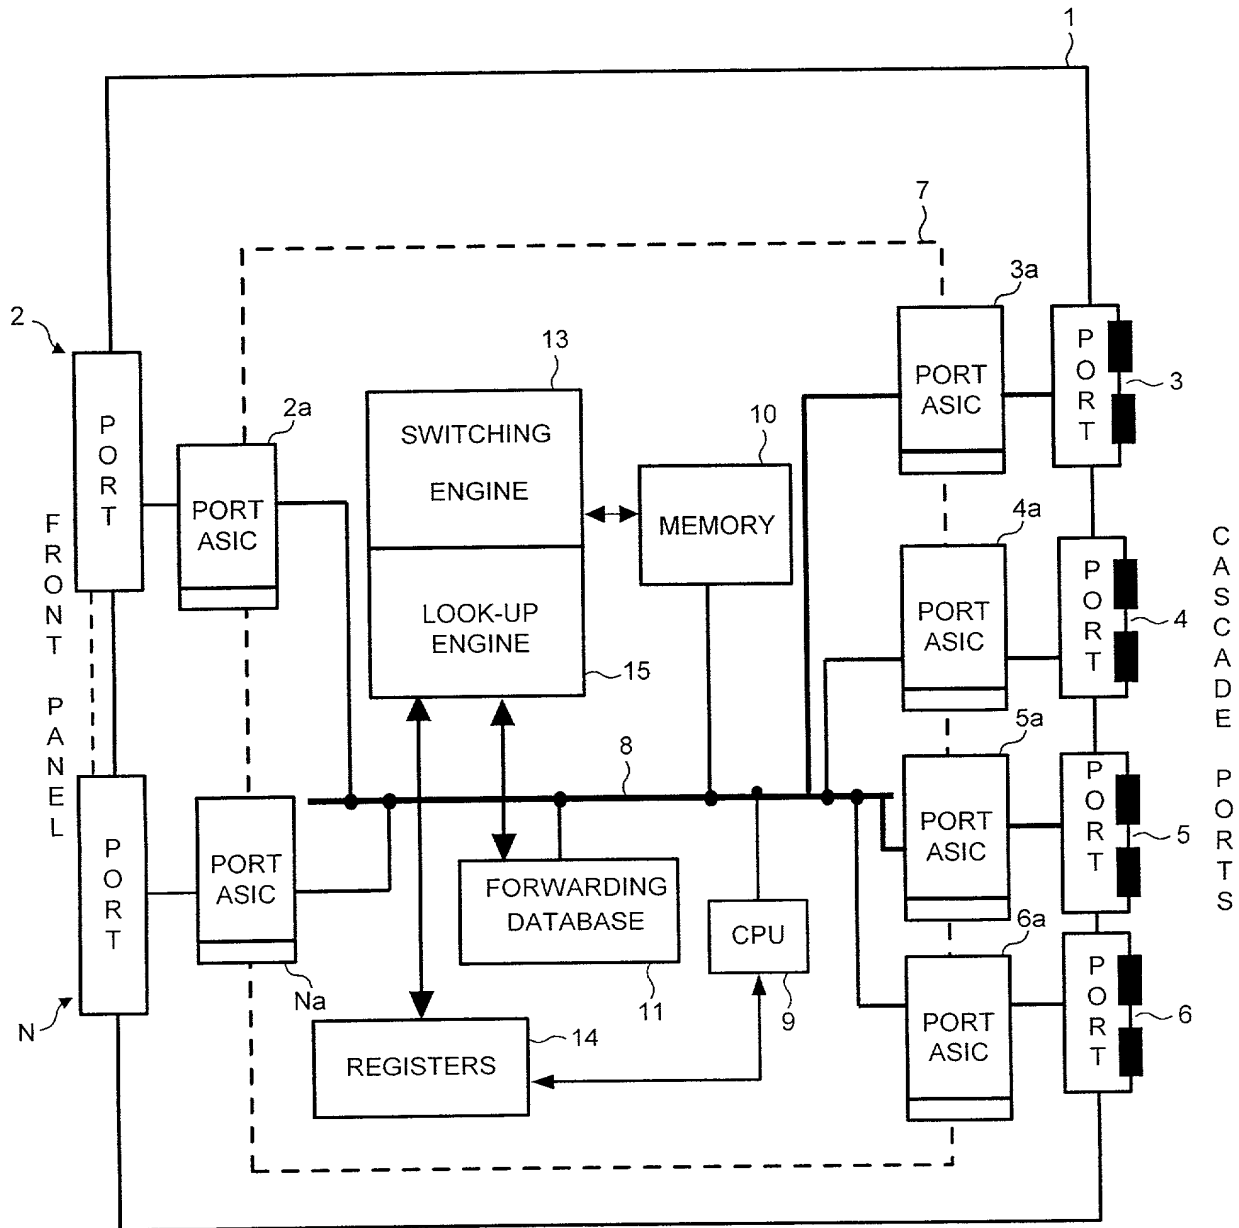 1
7
3a
PORT
ASIC
PORT
3
2
PORT
2a
PORT
ASIC
13
SWITCHING
ENGINE
LOOK-UP
ENGINE
15
10
MEMORY
4a
PORT
ASIC
PORT
4
FRONT PANEL
CASCADE PORTS
8
5a
PORT
ASIC
PORT
5
PORT
N
PORT
ASIC
Na
FORWARDING
DATABASE
11
CPU
9
6a
PORT
ASIC
PORT
6
14
REGISTERS